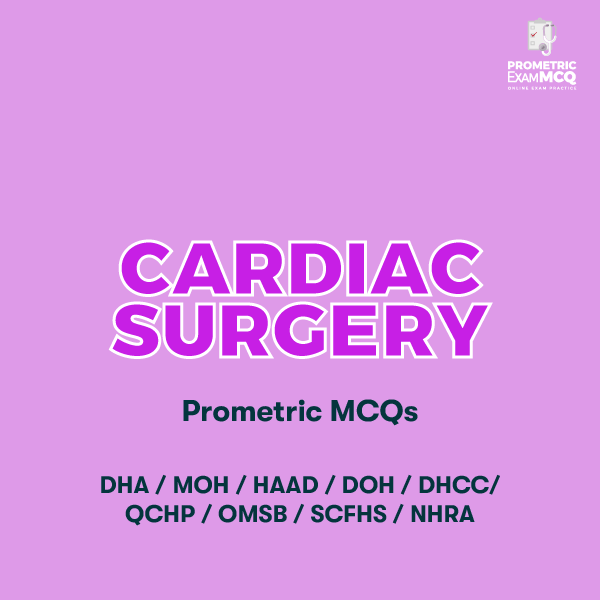 PROMETRIC
EXAMMCQ
ONLINE EXAM PRACTICE
CARDIAC
SURGERY
Prometric MCQs
DHA / MOH / HAAD / DOH / DHCC/
QCHP / OMSB / SCFHS / NHRA